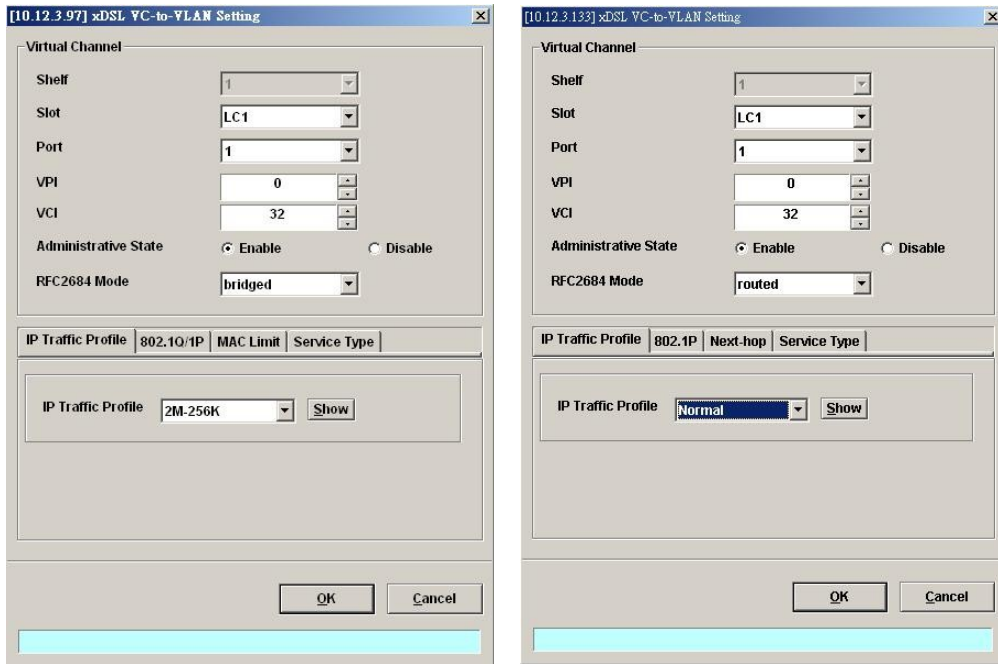 [10.12.3.97] xDSL VC-to-VLAN Setting
Virtual Channel
Shelf 1
Slot LC1
Port 1
VPI 0
VCI 32
Administrative State Enable Disable
RFC2684 Mode bridged
IP Traffic Profile 802.1Q/1P MAC Limit Service Type
IP Traffic Profile 2M-256K Show
OK Cancel
[10.12.3.133] xDSL VC-to-VLAN Setting
Virtual Channel
Shelf 1
Slot LC1
Port 1
VPI 0
VCI 32
Administrative State Enable Disable
RFC2684 Mode routed
IP Traffic Profile 802.1P Next-hop Service Type
IP Traffic Profile Normal Show
OK Cancel